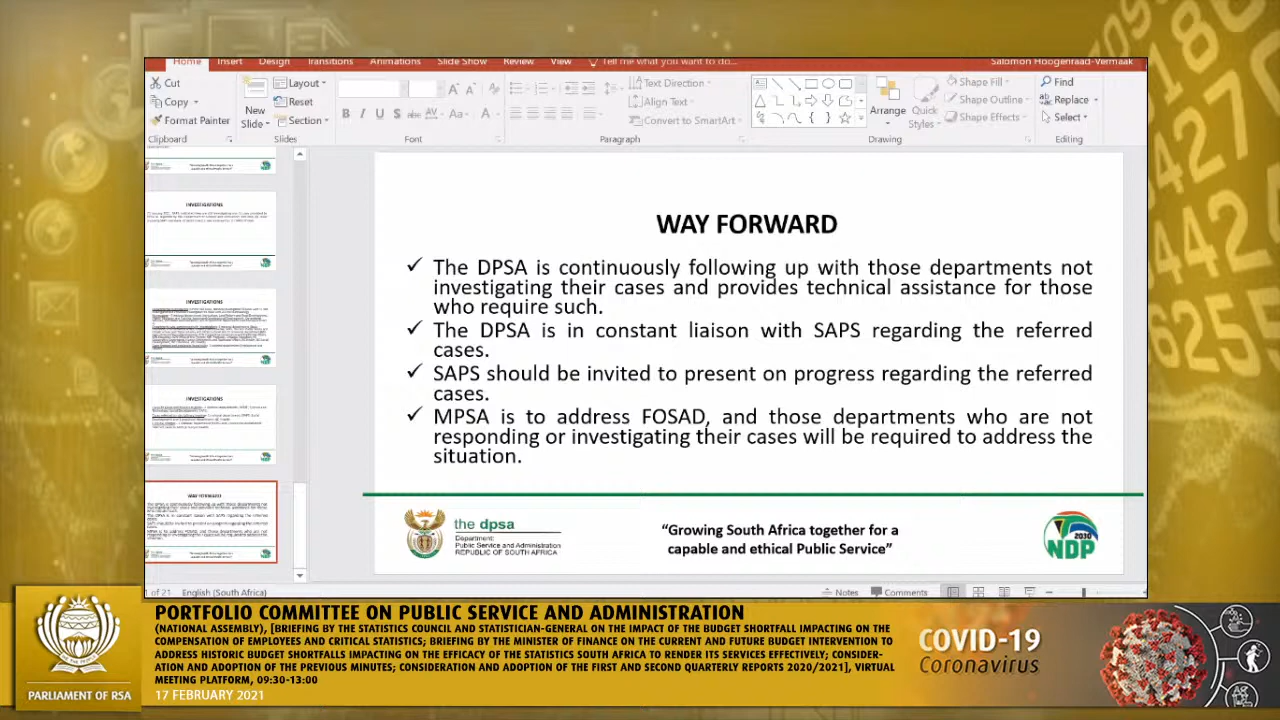 Home Insert Design Transitions Animations Slide Show Review View Tell me what you want to do... Salomon Hoogenraad-Vermaak
Cut
Copy
Format Painter
Clipboard
New
Slide
Layout
Reset
Section
Slides
B I U S abc AV Aa A
Font
Text Direction
Align Text
Convert to SmartArt
Paragraph
Arrange
Quick
Styles
Shape Fill
Shape Outline
Shape Effects
Drawing
Find
Replace
Select
Editing
INVESTIGATIONS
INVESTIGATIONS
INVESTIGATIONS
WAY FORWARD
WAY FORWARD
✓ The DPSA is continuously following up with those departments not
investigating their cases and provides technical assistance for those
who require such.
✓ The DPSA is in constant liaison with SAPS regarding the referred
cases.
✓ SAPS should be invited to present on progress regarding the referred
cases.
✓ MPSA is to address FOSAD, and those departments who are not
responding or investigating their cases will be required to address the
situation.
the dpsa
Department:
Public Service and Administration
REPUBLIC OF SOUTH AFRICA
“Growing South Africa together for a
capable and ethical Public Service”
2030
NDP
of 21 English (South Africa)
Notes Comments
PARLIAMENT OF RSA
PORTFOLIO COMMITTEE ON PUBLIC SERVICE AND ADMINISTRATION
(NATIONAL ASSEMBLY), [BRIEFING BY THE STATISTICS COUNCIL AND STATISTICIAN-GENERAL ON THE IMPACT OF THE BUDGET SHORTFALL IMPACTING ON THE
COMPENSATION OF EMPLOYEES AND CRITICAL STATISTICS; BRIEFING BY THE MINISTER OF FINANCE ON THE CURRENT AND FUTURE BUDGET INTERVENTION TO
ADDRESS HISTORIC BUDGET SHORTFALLS IMPACTING ON THE EFFICACY OF THE STATISTICS SOUTH AFRICA TO RENDER ITS SERVICES EFFECTIVELY; CONSIDER-
ATION AND ADOPTION OF THE PREVIOUS MINUTES; CONSIDERATION AND ADOPTION OF THE FIRST AND SECOND QUARTERLY REPORTS 2020/2021], VIRTUAL
MEETING PLATFORM, 09:30-13:00
17 FEBRUARY 2021
COVID-19
Coronavirus